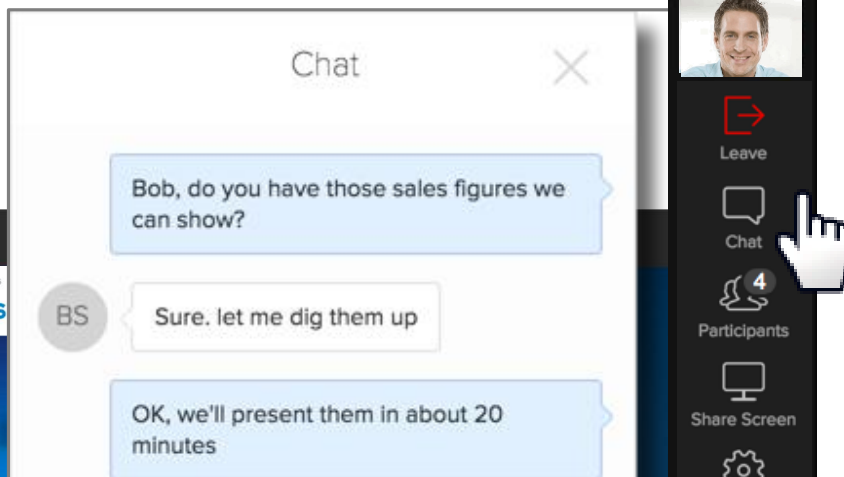 Chat
Bob, do you have those sales figures we
can show?
BS
Sure. let me dig them up
OK, we'll present them in about 20
minutes
Leave
Chat
4
Participants
Share Screen